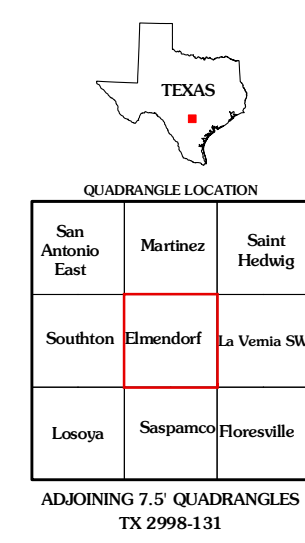 TEXAS
QUADRANGLE LOCATION
San
Antonio
East
Martinez
Saint
Hedwig
Southton
Elmendorf
La Vernia SW
Losoya
Saspamco
Floresville
ADJOINING 7.5' QUADRANGLES
TX 2998-131